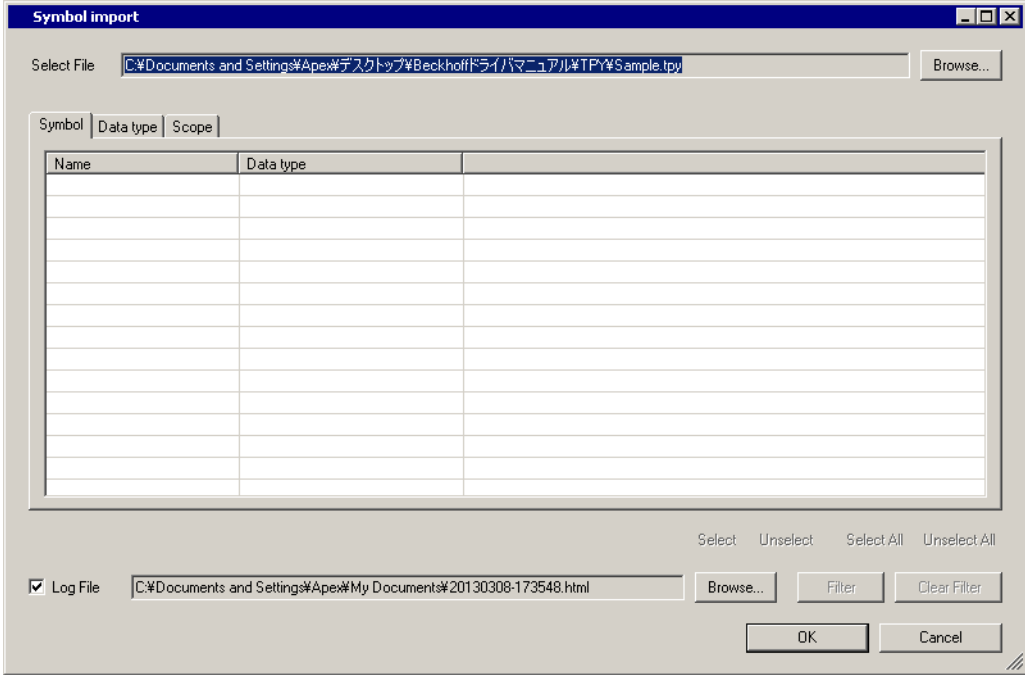 Symbol import
Select File C:¥Documents and Settings¥Apex¥デスクトップ¥Beckhoffドライバマニュアル¥TPY¥Sample.tpy Browse...
Symbol Data type Scope
Name Data type
Select Unselect Select All Unselect All
Log File C:¥Documents and Settings¥Apex¥My Documents¥20130308-173548.html Browse... Filter Clear Filter
OK Cancel